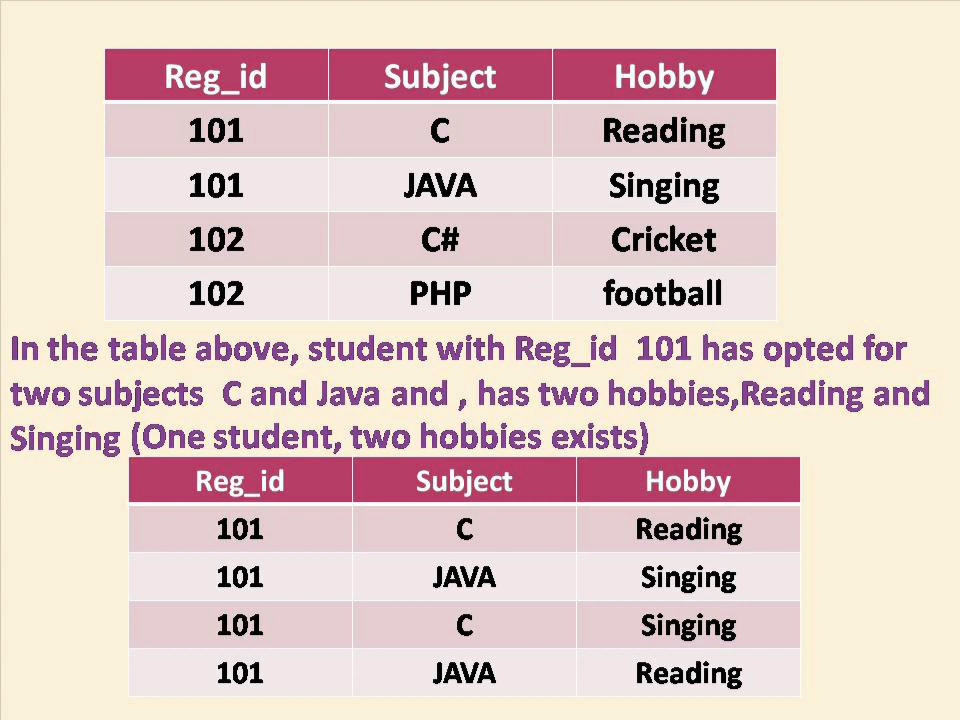 Reg_id Subject Hobby
101 C Reading
101 JAVA Singing
102 C# Cricket
102 PHP football
In the table above, student with Reg_id 101 has opted for
two subjects C and Java and , has two hobbies,Reading and
Singing (One student, two hobbies exists)
Reg_id Subject Hobby
101 C Reading
101 JAVA Singing
101 C Singing
101 JAVA Reading